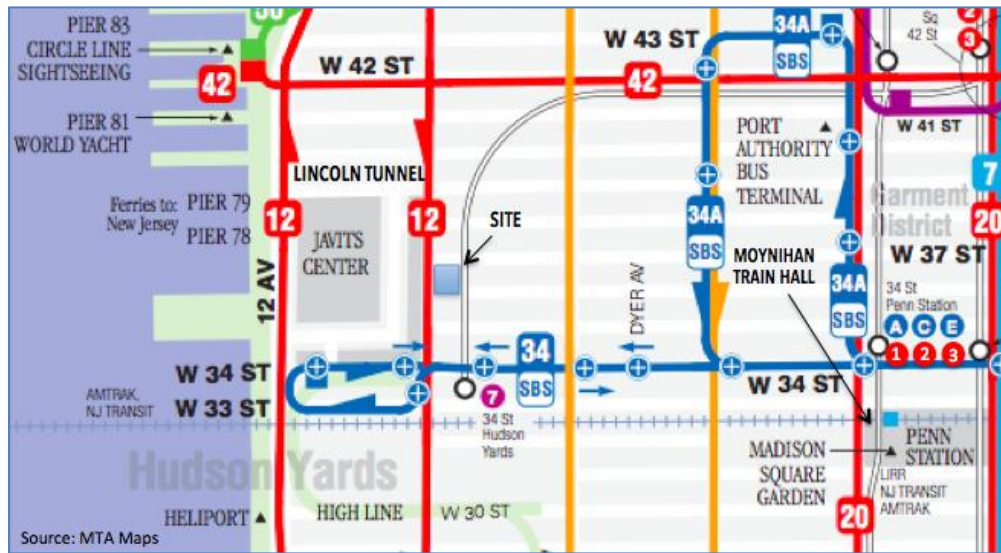 PIER 83
CIRCLE LINE
SIGHTSEEING
42
W 42 ST
42
W 43 ST
34A
SBS
Sq
42 St
2
3
PIER 81
WORLD YACHT
W 41 ST
PORT
AUTHORITY
BUS
TERMINAL
7
LINCOLN TUNNEL
Ferries to:
New Jersey
PIER 79
PIER 78
12
12
SITE
34A
SBS
Garment
District
20
JAVITS
CENTER
MOYNIHAN
TRAIN HALL
W 37 ST
12 AV
DYER AV
34A
SBS
34 St
Penn Station
A C E
1 2 3
34
SBS
W 34 ST
W 34 ST
AMTRAK,
NJ TRANSIT
W 33 ST
7
34 St
Hudson
Yards
MADISON
SQUARE
GARDEN
PENN
STATION
LIRR
NJ TRANSIT
AMTRAK
Hudson Yards
HELIPORT
HIGH LINE
W 30 ST
20
Source: MTA Maps